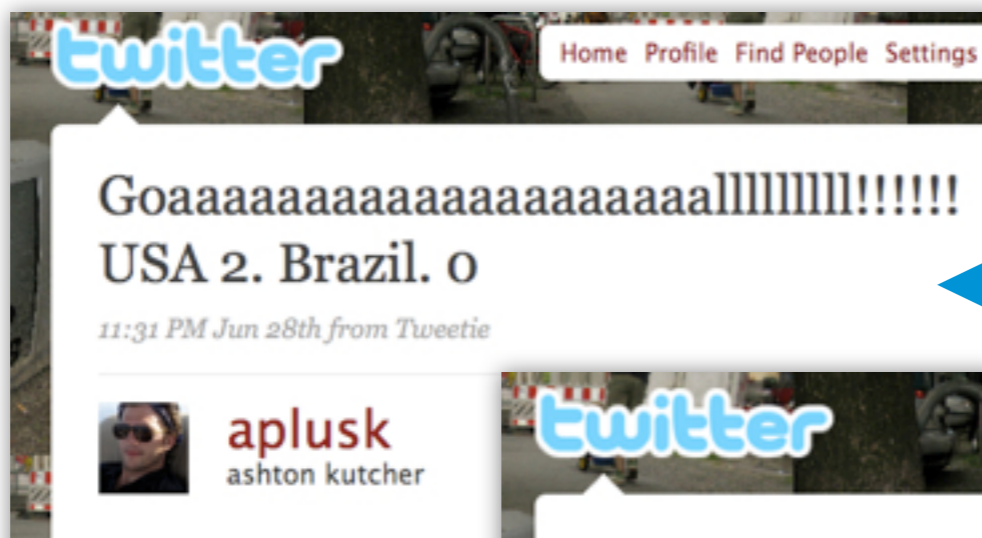 twitter
Home Profile Find People Settings
Goaaaaaaaaaaaaaaaaaaaallllllllll!!!!!!
USA 2. Brazil. 0
11:31 PM Jun 28th from Tweetie
aplusk
ashton kutcher
twitter